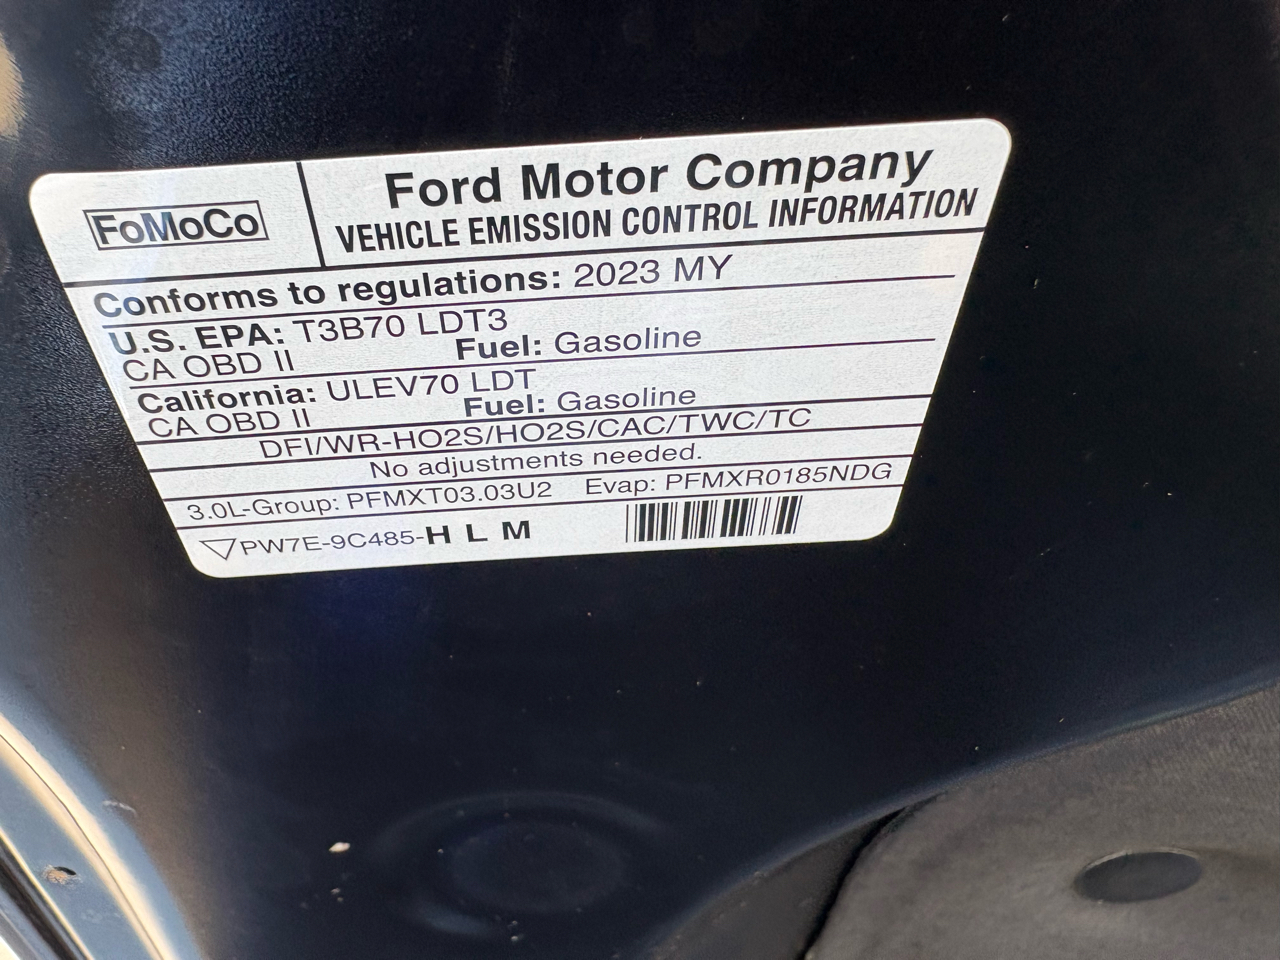 FoMoCo
Ford Motor Company
VEHICLE EMISSION CONTROL INFORMATION
Conforms to regulations: 2023 MY
U.S. EPA: T3B70 LDT3
CA OBD II Fuel: Gasoline
California: ULEV70 LDT
CA OBD II Fuel: Gasoline
DFI/WR-HO2S/HO2S/CAC/TWC/TC
No adjustments needed.
3.0L-Group: PFMXT03.03U2 Evap: PFMXR0185NDG
PW7E-9C485-H L M